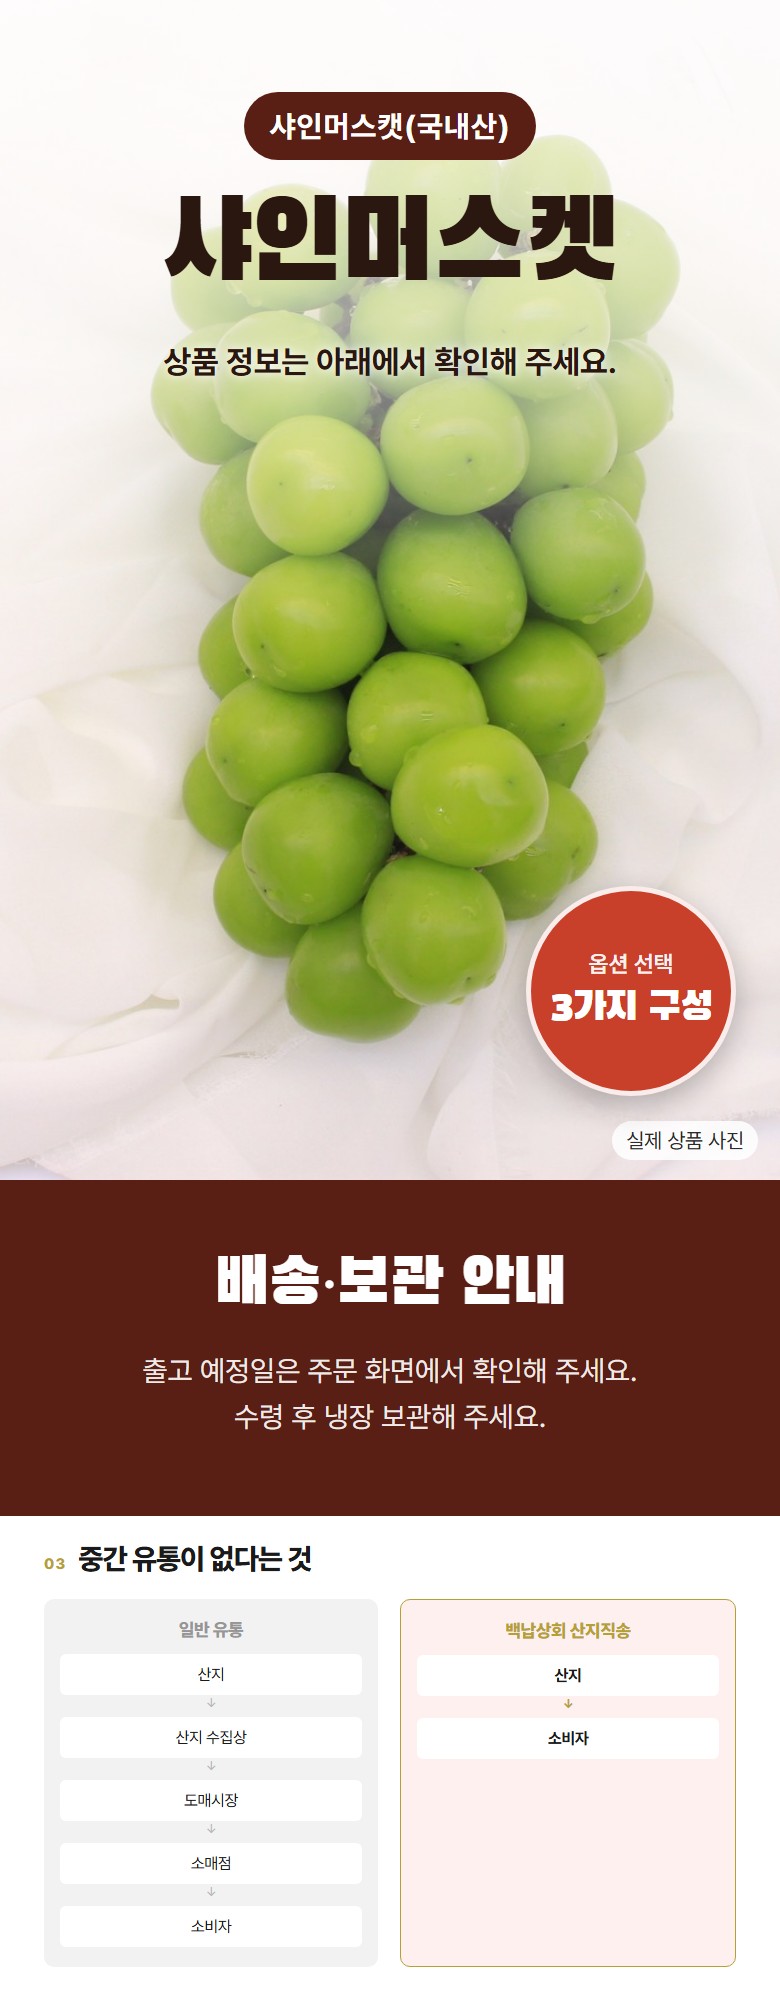 샤인머스캣(국내산)
샤인머스켓
상품 정보는 아래에서 확인해 주세요.
옵션 선택
3가지 구성
실제 상품 사진
배송·보관 안내
출고 예정일은 주문 화면에서 확인해 주세요.
수령 후 냉장 보관해 주세요.
03 중간 유통이 없다는 것
일반 유통
산지
↓
산지 수집상
↓
도매시장
↓
소매점
↓
소비자
백납상회 산지직송
산지
↓
소비자